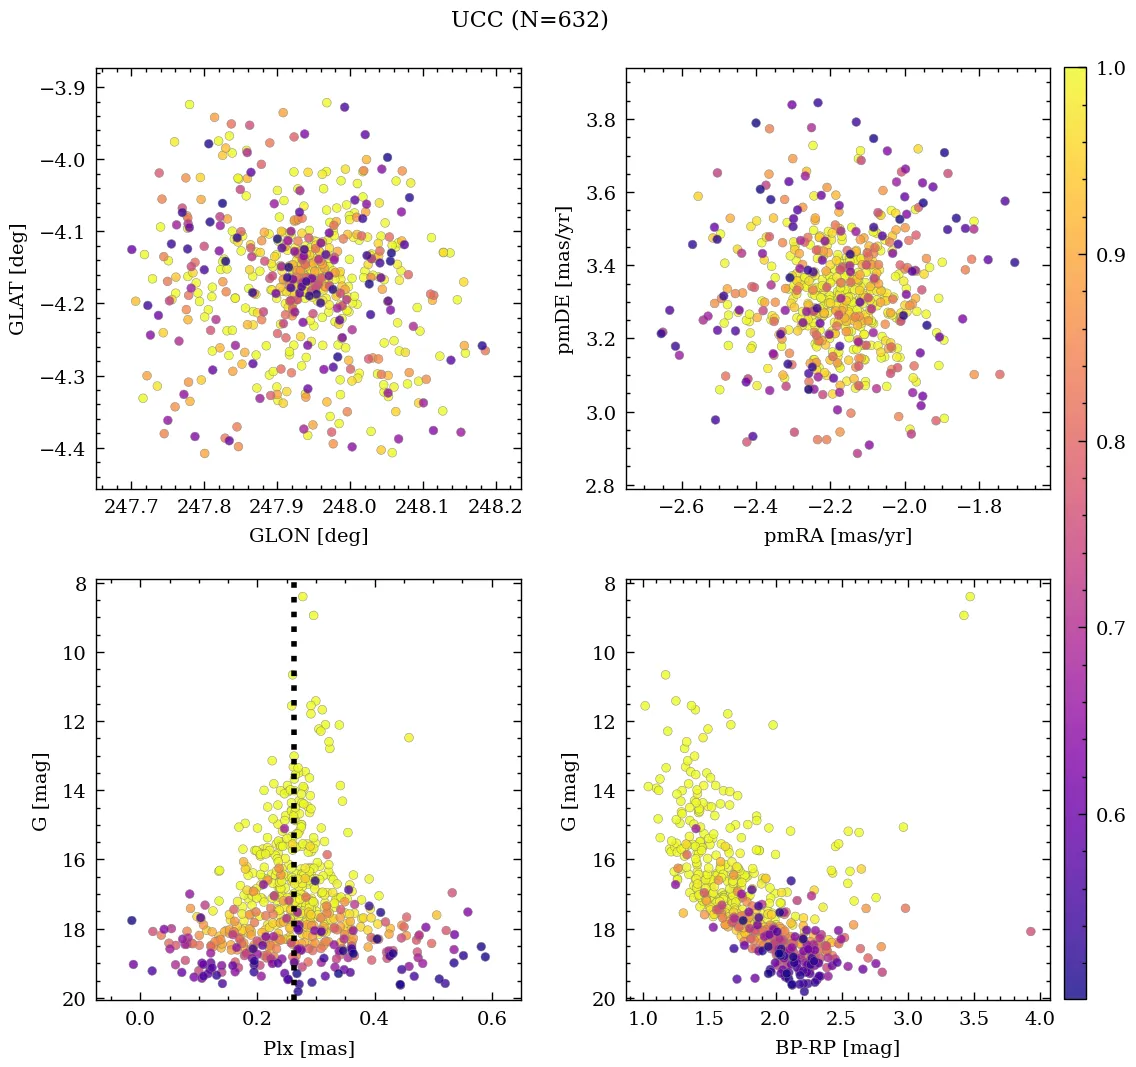 UCC (N=632)
−3.9
−4.0
−4.1
−4.2
−4.3
−4.4
GLAT [deg]
247.7 247.8 247.9 248.0 248.1 248.2
GLON [deg]
3.8
3.6
3.4
3.2
3.0
2.8
pmDE [mas/yr]
−2.6 −2.4 −2.2 −2.0 −1.8
pmRA [mas/yr]
8
10
12
14
16
18
20
G [mag]
0.0 0.2 0.4 0.6
Plx [mas]
8
10
12
14
16
18
20
G [mag]
1.0 1.5 2.0 2.5 3.0 3.5 4.0
BP-RP [mag]
1.0
0.9
0.8
0.7
0.6